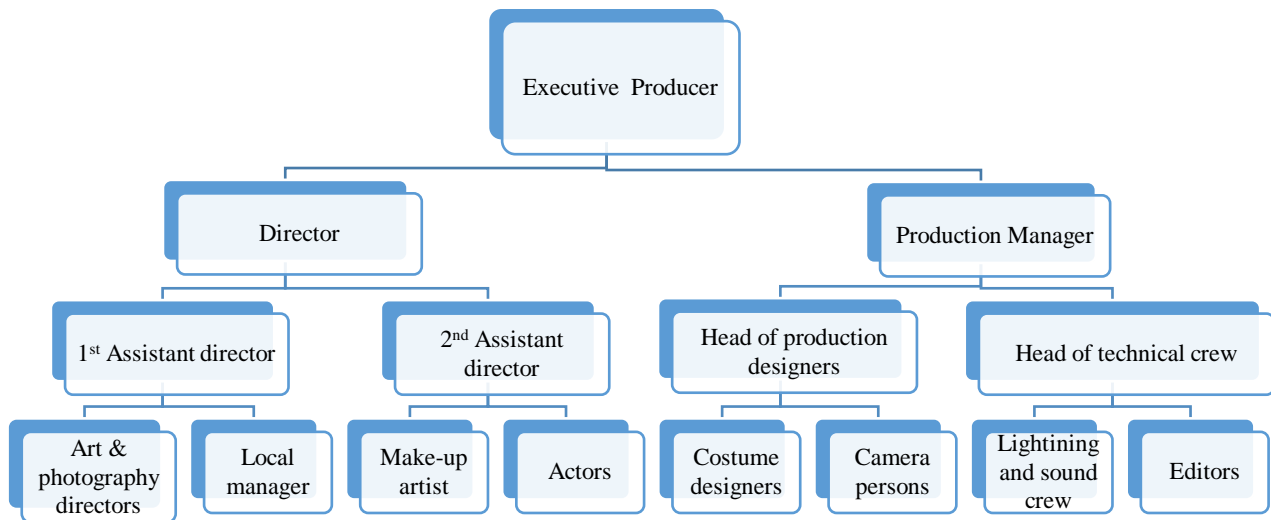 Executive  Producer
Director
Production Manager
1st Assistant director
2nd Assistant
director
Head of production
designers
Head of technical crew
Art &
photography
directors
Local
manager
Make-up
artist
Actors
Costume
designers
Camera
persons
Lightining
and sound
crew
Editors